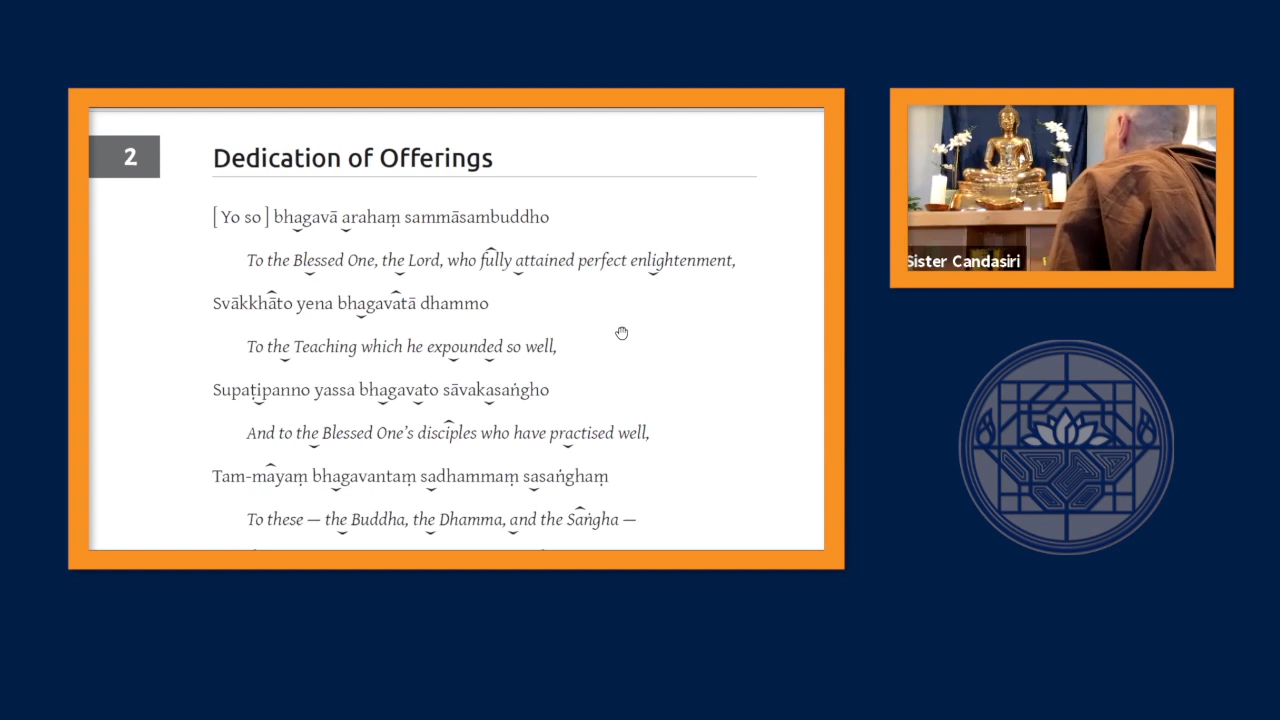 2
Dedication of Offerings
[ Yo so ] bhagavā arahaṃ sammāsambuddho
To the Blessed One, the Lord, who fully attained perfect enlightenment,
Svākkhāto yena bhagavatā dhammo
To the Teaching which he expounded so well,
Supaṭipanno yassa bhagavato sāvakasaṅgho
And to the Blessed One’s disciples who have practised well,
Tam-mayaṃ bhagavantaṃ sadhammaṃ sasaṅghaṃ
To these — the Buddha, the Dhamma, and the Saṅgha —
Sister Candasiri